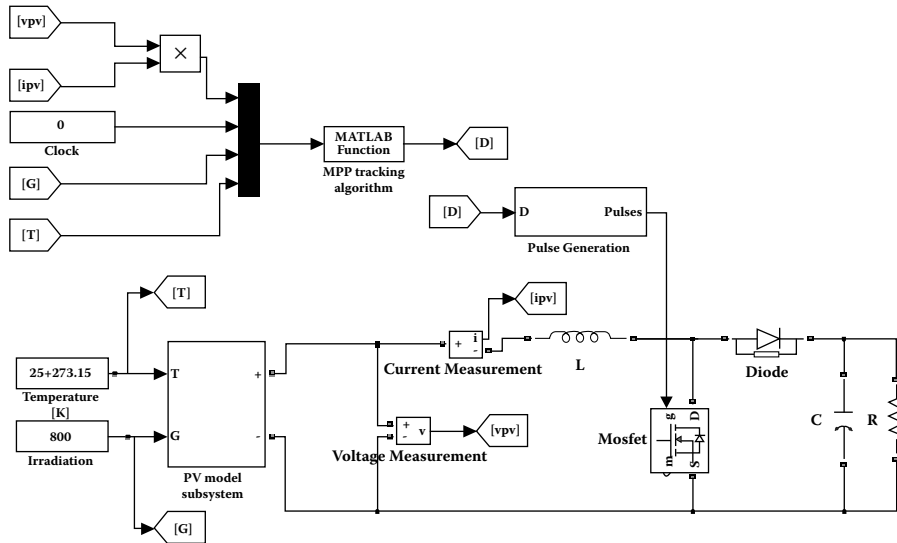 [vpv]
×
[ipv]
0
Clock
[G]
[T]
MATLAB
Function
MPP tracking
algorithm
[D]
[D]
D
Pulses
Pulse Generation
[T]
[ipv]
+
i
-
Current Measurement
L
Diode
25+273.15
Temperature
[K]
800
Irradiation
T
G
+
-
PV model
subsystem
+
-
v
Voltage Measurement
[vpv]
Mosfet
g
D
m
S
C
R
[G]